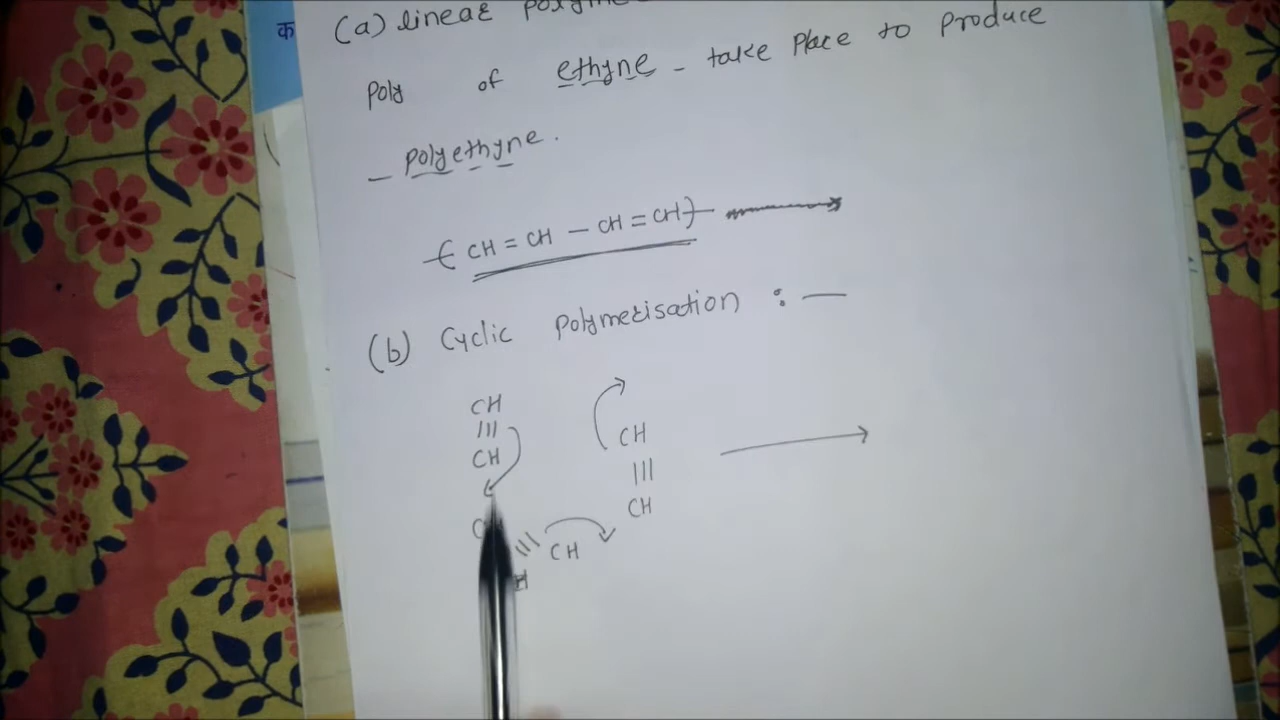 क
(a) linear
Poly of ethyne - take place to produce
- Polyethyne.
-( CH = CH - CH = CH )-
(b) Cyclic Polymerisation : —
CH
||| CH
CH |||
CH
||| CH